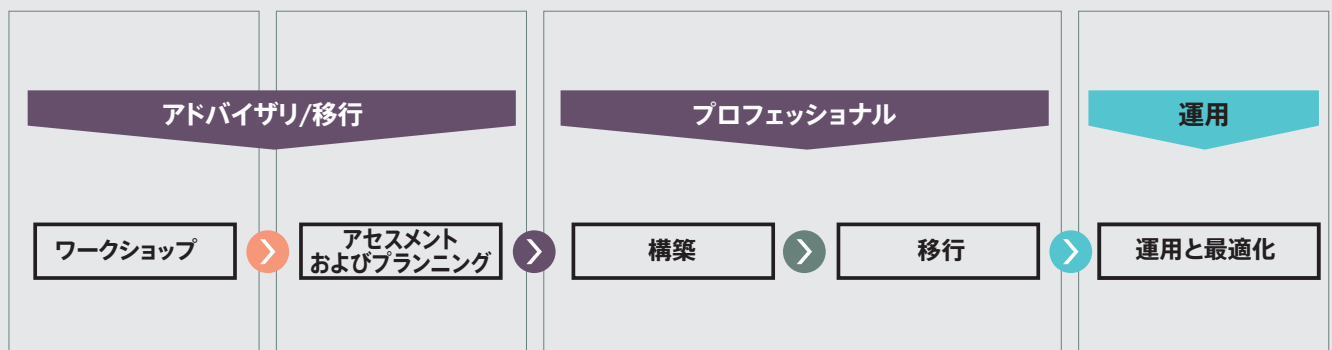 アドバイザリ/移行
プロフェッショナル
運用
ワークショップ
アセスメント
およびプランニング
構築
移行
運用と最適化